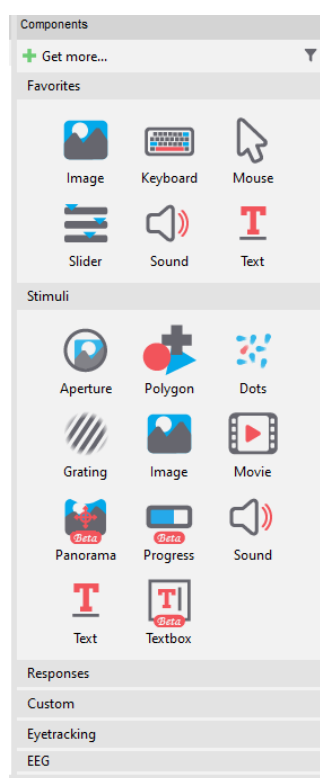 Components
Get more...
Favorites
Image Keyboard Mouse
Slider Sound Text
Stimuli
Aperture Polygon Dots
Grating Image Movie
Beta Beta
Panorama Progress Sound
Beta
Text Textbox
Responses
Custom
Eyetracking
EEG